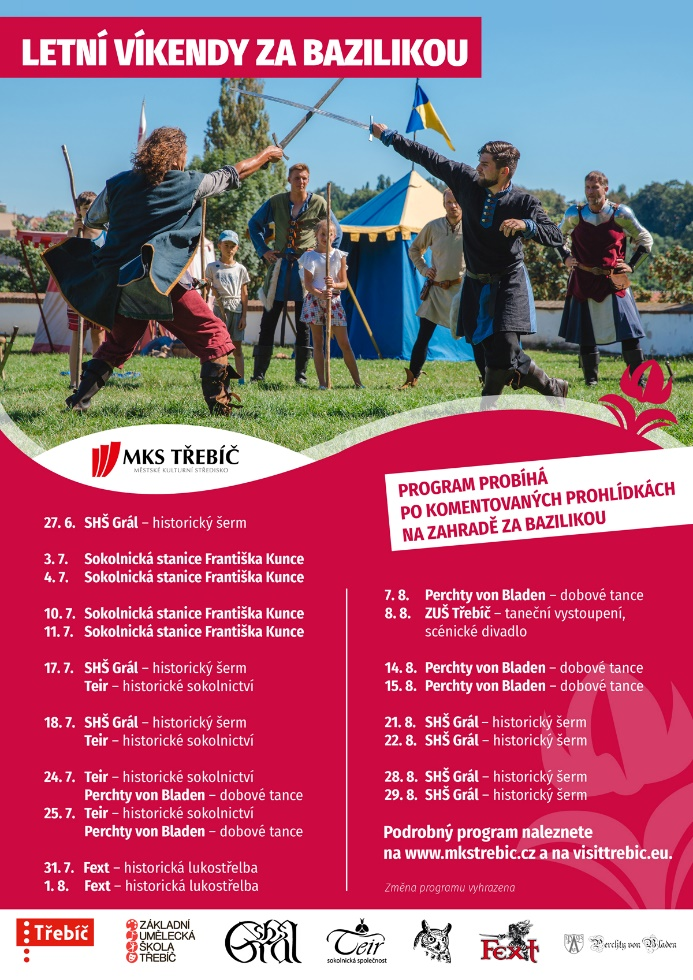 LETNÍ VÍKENDY ZA BAZILIKOU
MKS TŘEBÍČ
MĚSTSKÉ KULTURNÍ STŘEDISKO
PROGRAM PROBÍHÁ
PO KOMENTOVANÝCH PROHLÍDKÁCH
NA ZAHRADĚ ZA BAZILIKOU
27. 6. SHŠ Grál – historický šerm
3. 7. Sokolnická stanice Františka Kunce
4. 7. Sokolnická stanice Františka Kunce
10. 7. Sokolnická stanice Františka Kunce
11. 7. Sokolnická stanice Františka Kunce
17. 7. SHŠ Grál – historický šerm
Teir – historické sokolnictví
18. 7. SHŠ Grál – historický šerm
Teir – historické sokolnictví
24. 7. Teir – historické sokolnictví
Perchty von Bladen – dobové tance
25. 7. Teir – historické sokolnictví
Perchty von Bladen – dobové tance
31. 7. Fext – historická lukostřelba
1. 8. Fext – historická lukostřelba
7. 8. Perchty von Bladen – dobové tance
8. 8. ZUŠ Třebíč – taneční vystoupení,
scénické divadlo
14. 8. Perchty von Bladen – dobové tance
15. 8. Perchty von Bladen – dobové tance
21. 8. SHŠ Grál – historický šerm
22. 8. SHŠ Grál – historický šerm
28. 8. SHŠ Grál – historický šerm
29. 8. SHŠ Grál – historický šerm
Podrobný program naleznete
na www.mkstrebic.cz a na visittrebic.eu.
Změna programu vyhrazena
Třebíč
ZÁKLADNÍ
UMĚLECKÁ
ŠKOLA
TŘEBÍČ
shš
Grál
Teir
sokolnická společnost
Fext
Perchty von Bladen